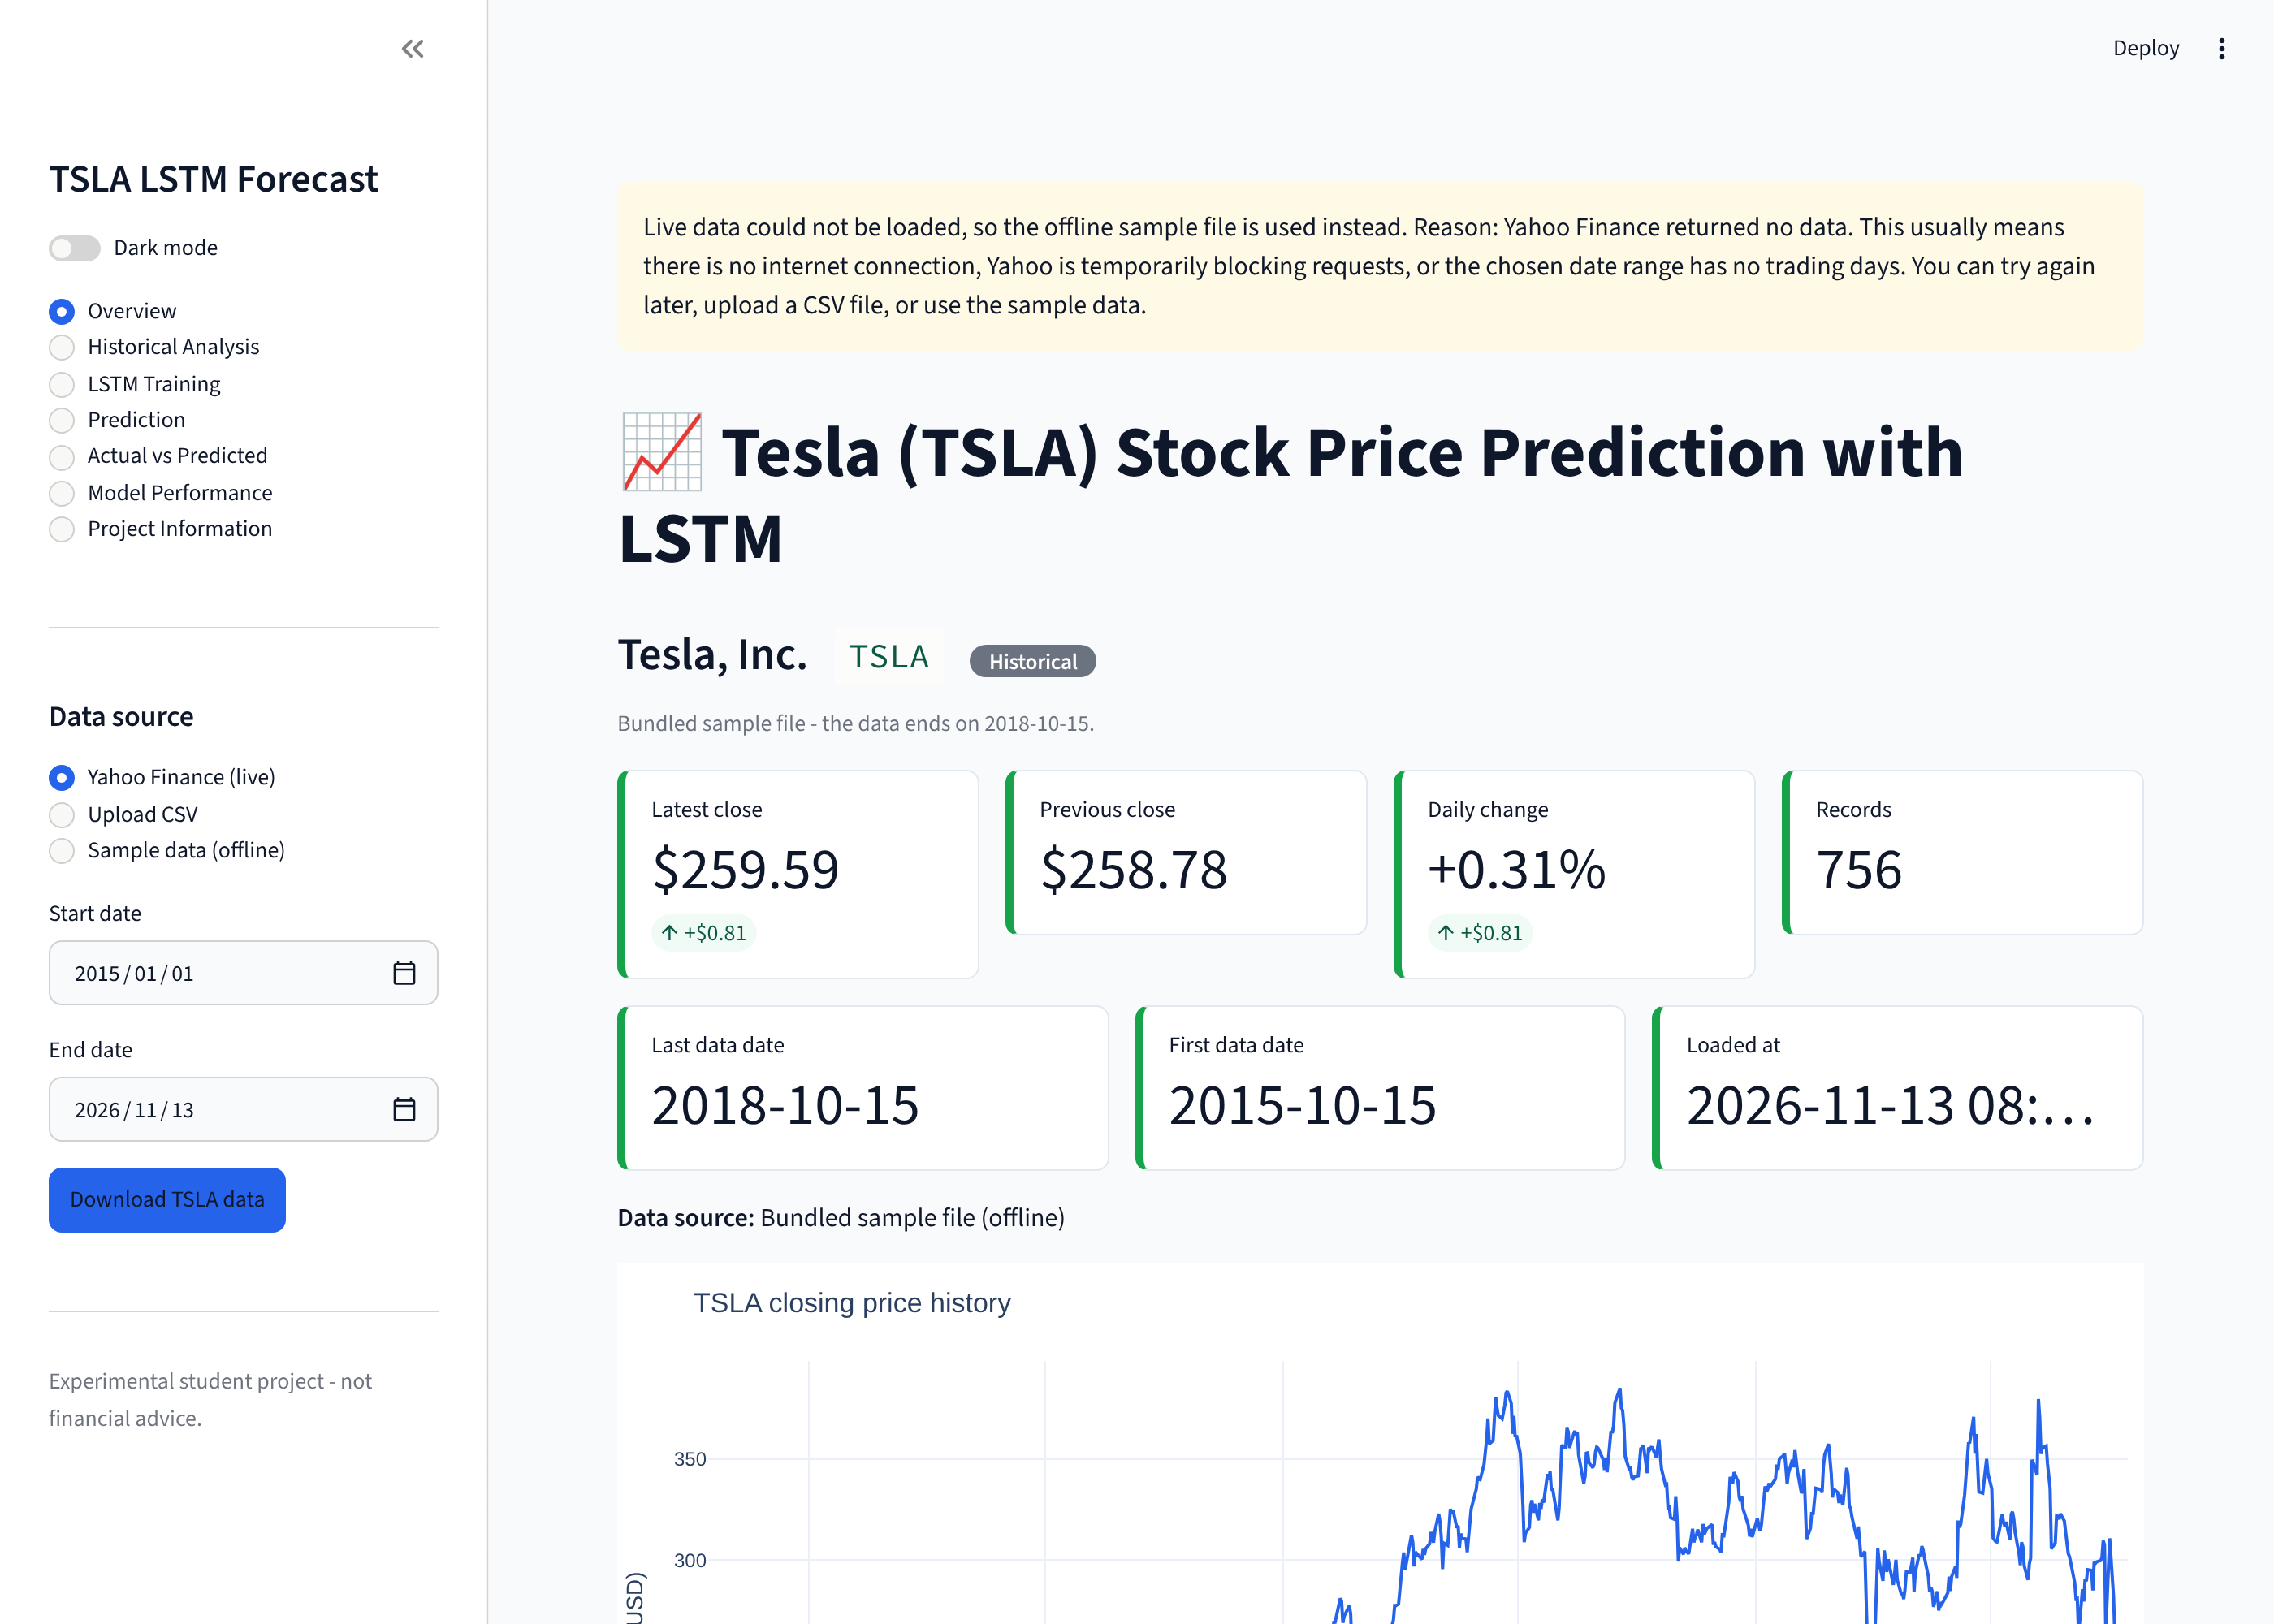 Deploy
TSLA LSTM Forecast
Dark mode
Overview
Historical Analysis
LSTM Training
Prediction
Actual vs Predicted
Model Performance
Project Information
Data source
Yahoo Finance (live)
Upload CSV
Sample data (offline)
Start date
2015 / 01 / 01
End date
2026 / 11 / 13
Download TSLA data
Experimental student project - not
financial advice.
Live data could not be loaded, so the offline sample file is used instead. Reason: Yahoo Finance returned no data. This usually means
there is no internet connection, Yahoo is temporarily blocking requests, or the chosen date range has no trading days. You can try again
later, upload a CSV file, or use the sample data.
Tesla (TSLA) Stock Price Prediction with
LSTM
Tesla, Inc. TSLA Historical
Bundled sample file - the data ends on 2018-10-15.
Latest close
$259.59
+$0.81
Previous close
$258.78
Daily change
+0.31%
+$0.81
Records
756
Last data date
2018-10-15
First data date
2015-10-15
Loaded at
2026-11-13 08:...
Data source: Bundled sample file (offline)
TSLA closing price history
350
300
USD)